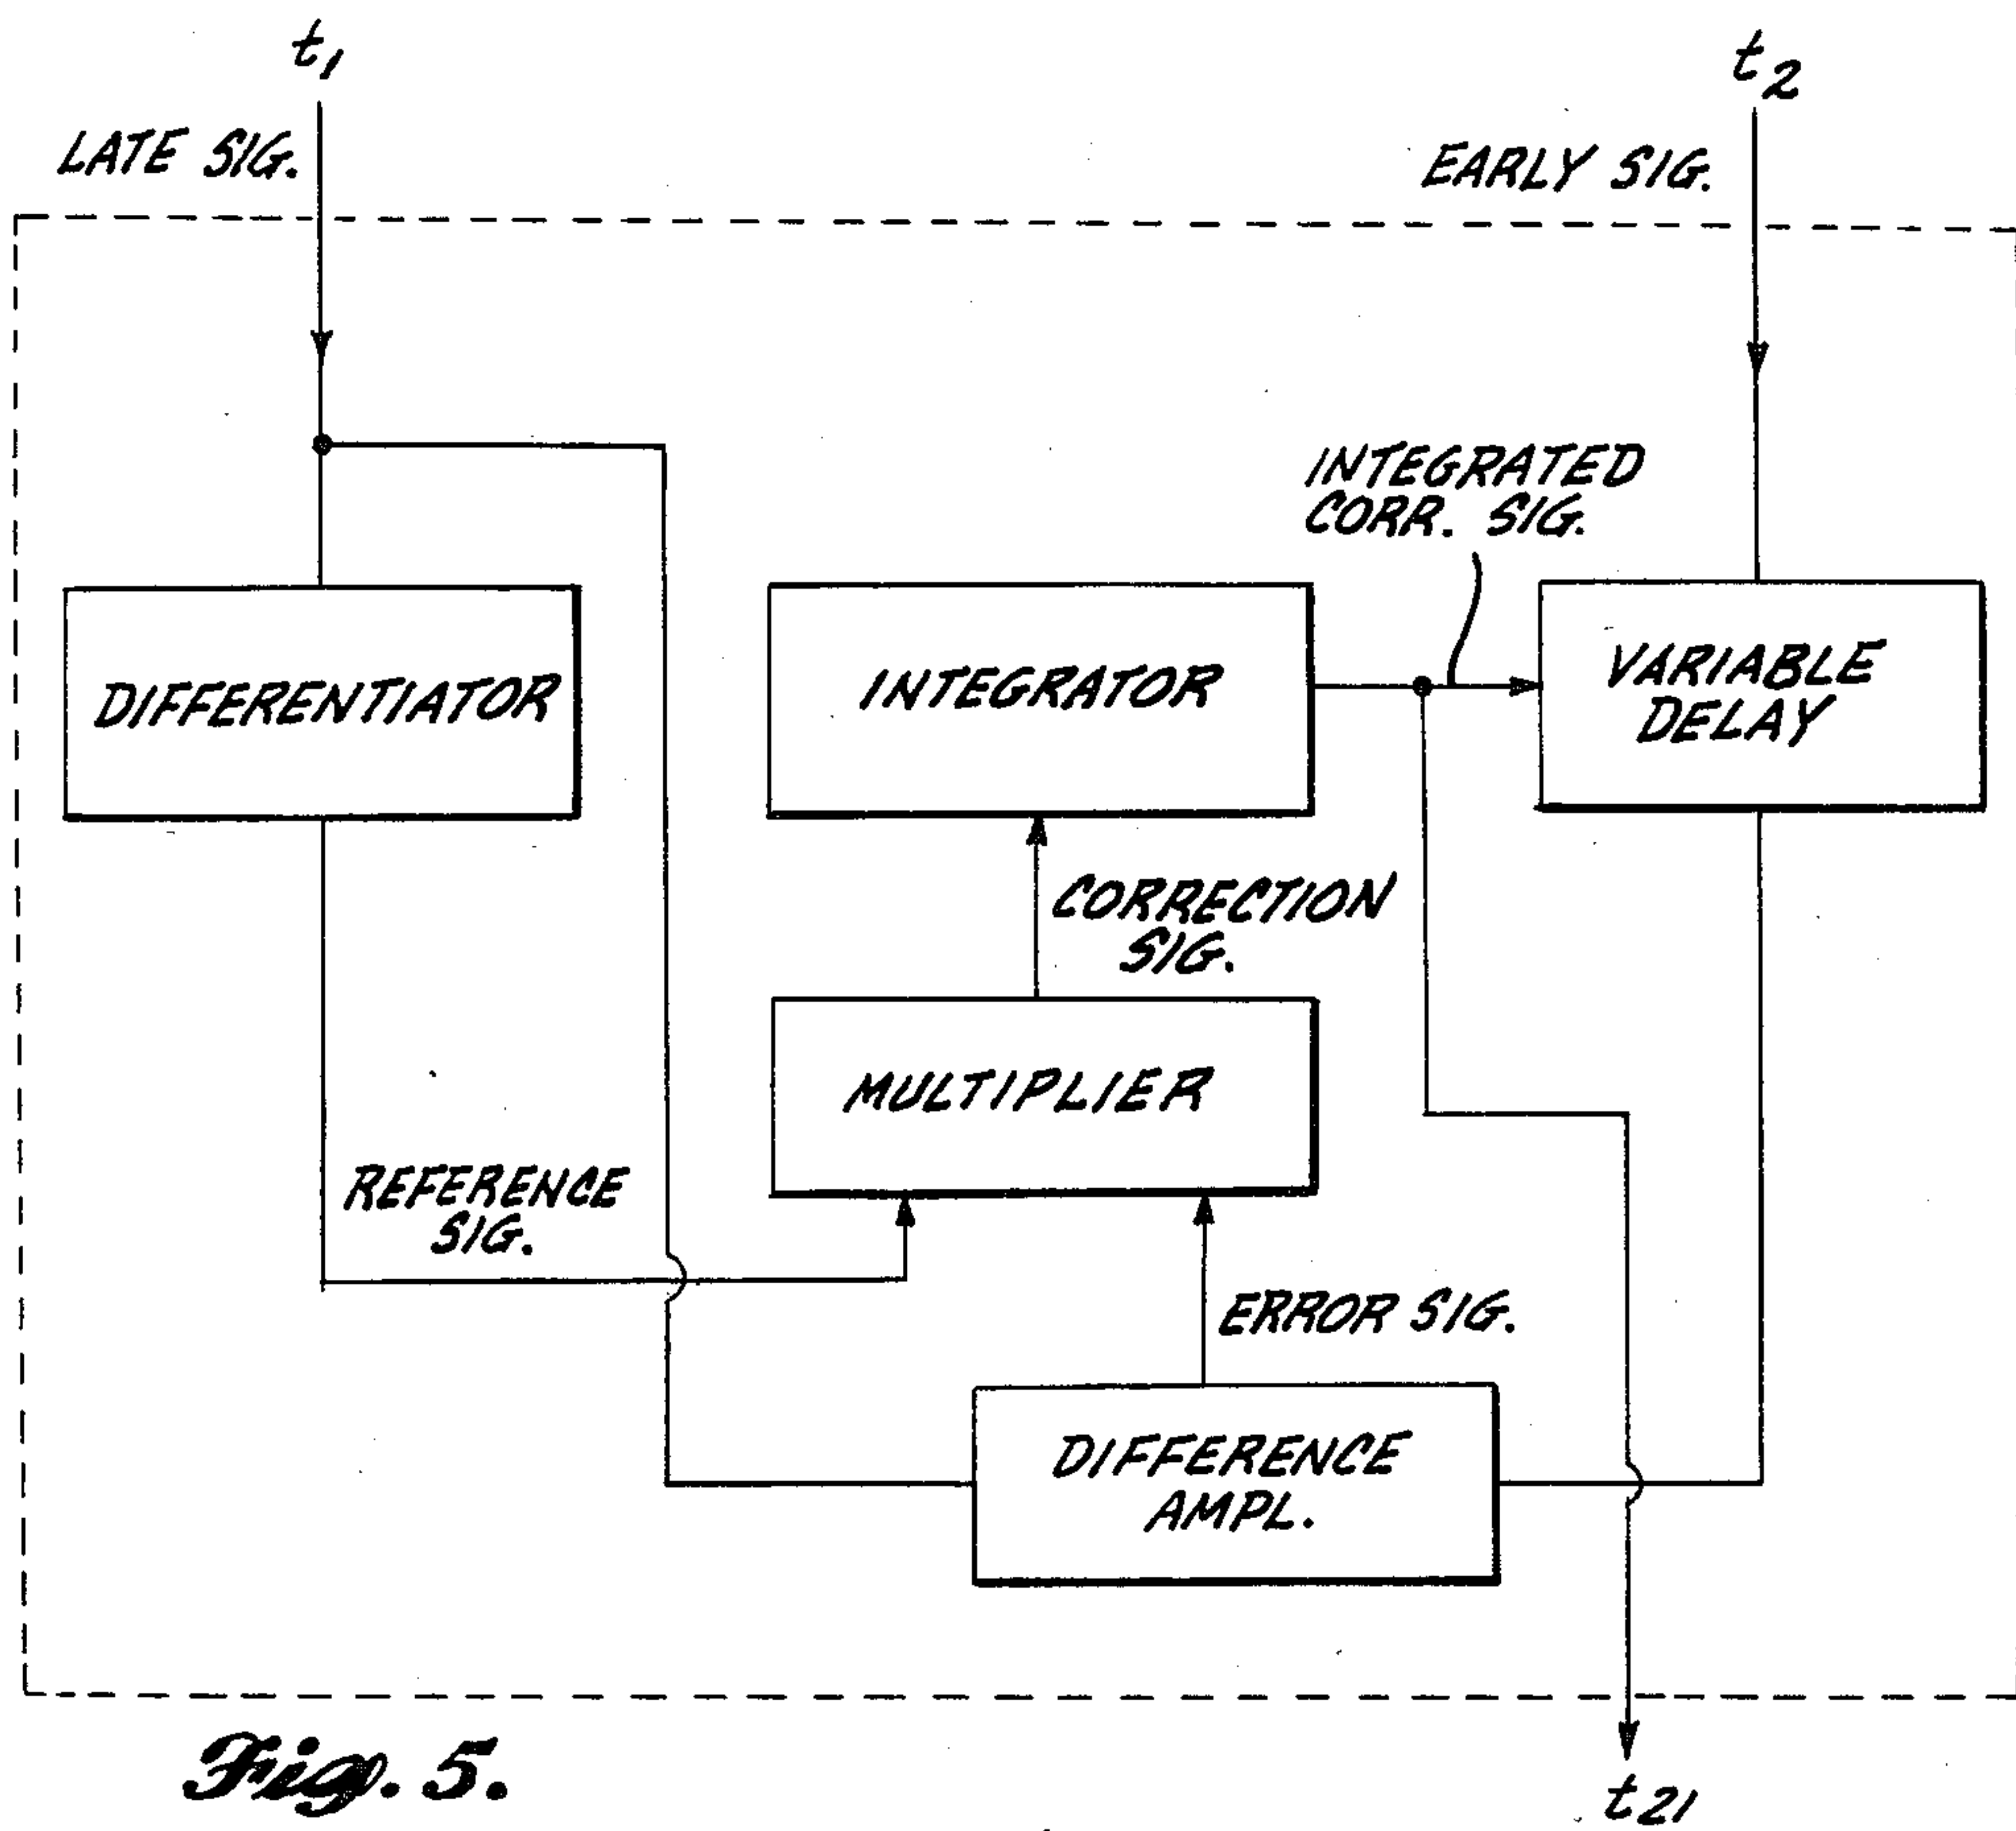 t1
t2
LATE SIG.
EARLY SIG.
INTEGRATED
CORR. SIG.
DIFFERENTIATOR
INTEGRATOR
VARIABLE
DELAY
CORRECTION
SIG.
MULTIPLIER
REFERENCE
SIG.
ERROR SIG.
DIFFERENCE
AMPL.
Fig. 5.
t21